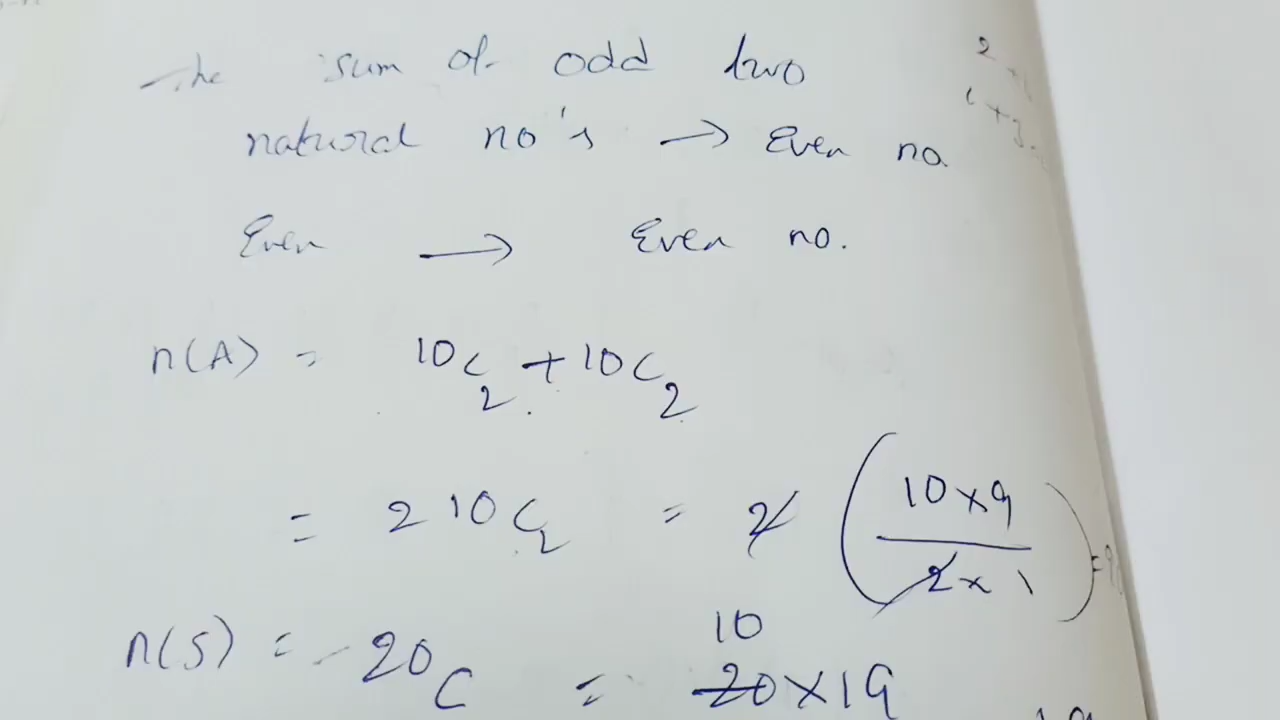 The sum of odd two
natural no's → Even no.
Even → Even no.
n(A) = 10C2 + 10C2
= 2 10C2 = 2 (10×9 / 2×1)
10
n(S) = 20C = 20×19